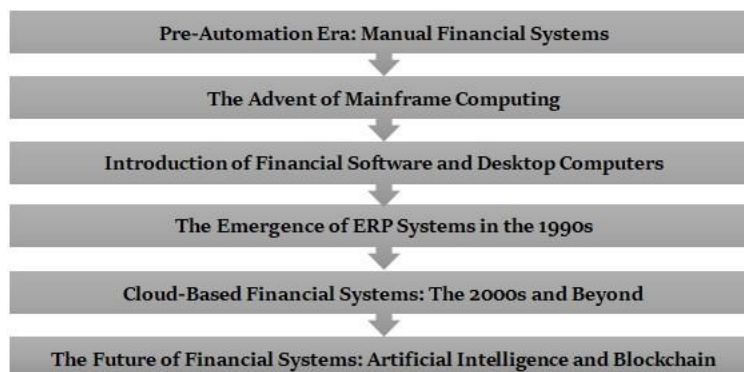 Pre-Automation Era: Manual Financial Systems
The Advent of Mainframe Computing
Introduction of Financial Software and Desktop Computers
The Emergence of ERP Systems in the 1990s
Cloud-Based Financial Systems: The 2000s and Beyond
The Future of Financial Systems: Artificial Intelligence and Blockchain